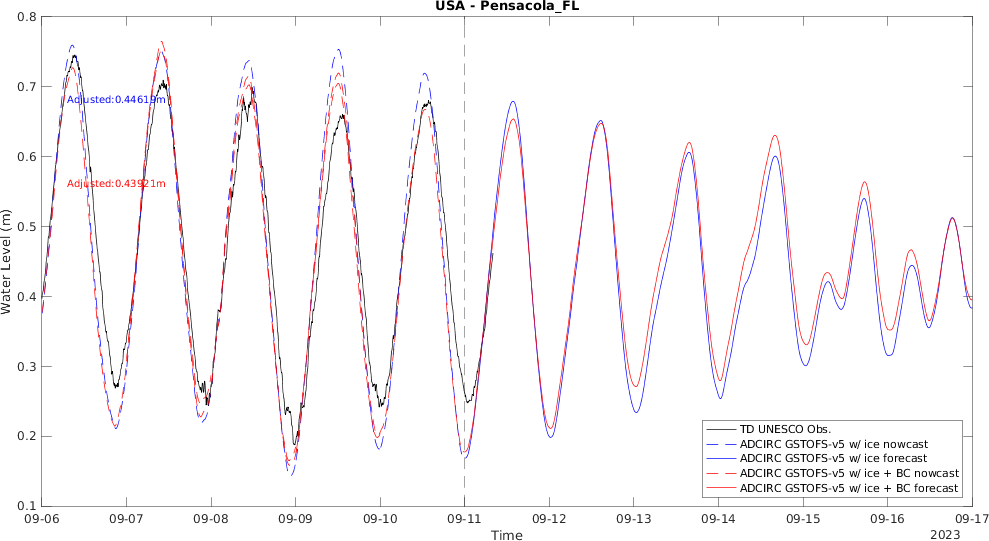 USA - Pensacola_FL
0.8
0.7
0.6
0.5
0.4
0.3
0.2
0.1
Water Level (m)
Adjusted:0.44619m
Adjusted:0.43921m
TD UNESCO Obs.
ADCIRC GSTOFS-v5 w/ ice nowcast
ADCIRC GSTOFS-v5 w/ ice forecast
ADCIRC GSTOFS-v5 w/ ice + BC nowcast
ADCIRC GSTOFS-v5 w/ ice + BC forecast
09-06 09-07 09-08 09-09 09-10 09-11 09-12 09-13 09-14 09-15 09-16 09-17
Time
2023